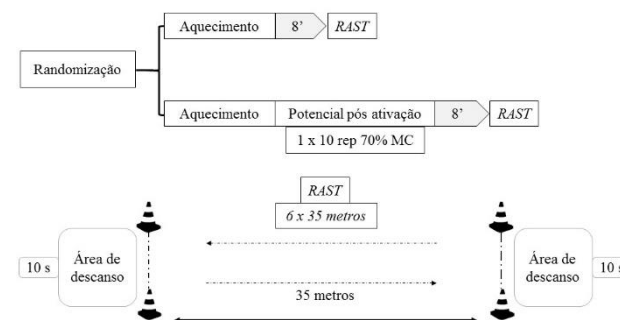 Aquecimento 8’ RAST
Randomização
Aquecimento Potencial pós ativação 8’ RAST
1 x 10 rep 70% MC
RAST
6 x 35 metros
10 s Área de descanso
Área de descanso 10 s
35 metros